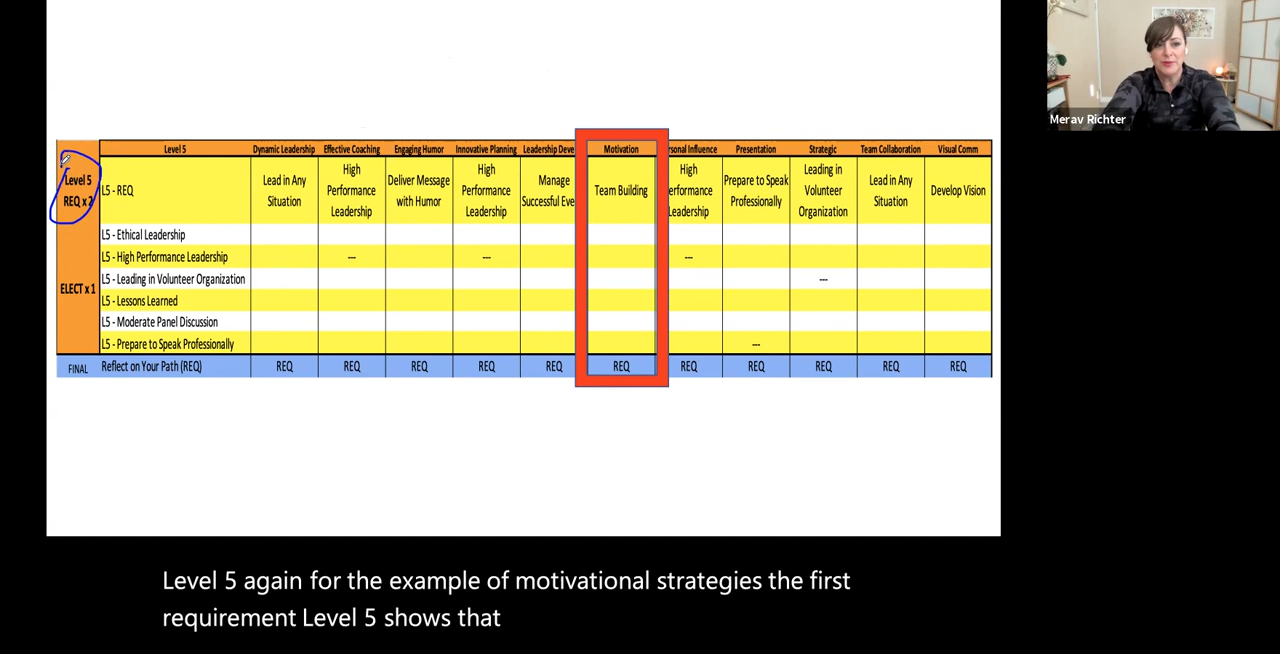 Merav Richter
Level 5 Dynamic Leadership Effective Coaching Engaging Humor Innovative Planning Leadership Deve Motivation rsonal Influence Presentation Strategic Team Collaboration Visual Comm
Level 5
REQ x 2
L5 - REQ
Lead in Any
Situation
High
Performance
Leadership
Deliver Message
with Humor
High
Performance
Leadership
Manage
Successful Eve
Team Building
High
erformance
eadership
Prepare to Speak
Professionally
Leading in
Volunteer
Organization
Lead in Any
Situation
Develop Vision
ELECT x 1
L5 - Ethical Leadership
L5 - High Performance Leadership --- --- ---
L5 - Leading in Volunteer Organization ---
L5 - Lessons Learned
L5 - Moderate Panel Discussion
L5 - Prepare to Speak Professionally ---
FINAL Reflect on Your Path (REQ) REQ REQ REQ REQ REQ REQ REQ REQ REQ REQ REQ
Level 5 again for the example of motivational strategies the first
requirement Level 5 shows that